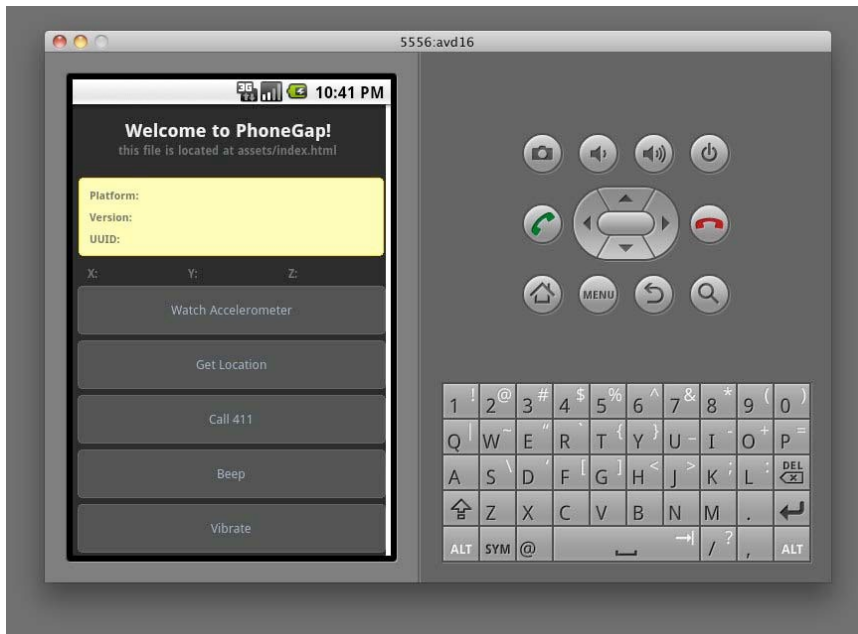 5556:avd16
3G 10:41 PM
Welcome to PhoneGap!
this file is located at assets/index.html
Platform:
Version:
UUID:
X: Y: Z:
Watch Accelerometer
Get Location
Call 411
Beep
Vibrate
MENU
1 ! 2 @ 3 # 4 $ 5 % 6 ^ 7 & 8 * 9 ( 0 )
Q | W ~ E " R ` T { Y } U - I - O + P =
A S \ D ' F [ G ] H < J > K ; L : DEL
Z X C V B N M .
ALT SYM @ / ? , ALT